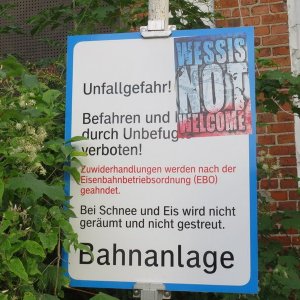 WESSIS
NOT
WELCOME
Unfallgefahr!
Befahren und
durch Unbefug
verboten!
Zuwiderhandlungen werden nach der
Eisenbahnbetriebsordnung (EBO)
geahndet.
Bei Schnee und Eis wird nicht
geräumt und nicht gestreut.
Bahnanlage